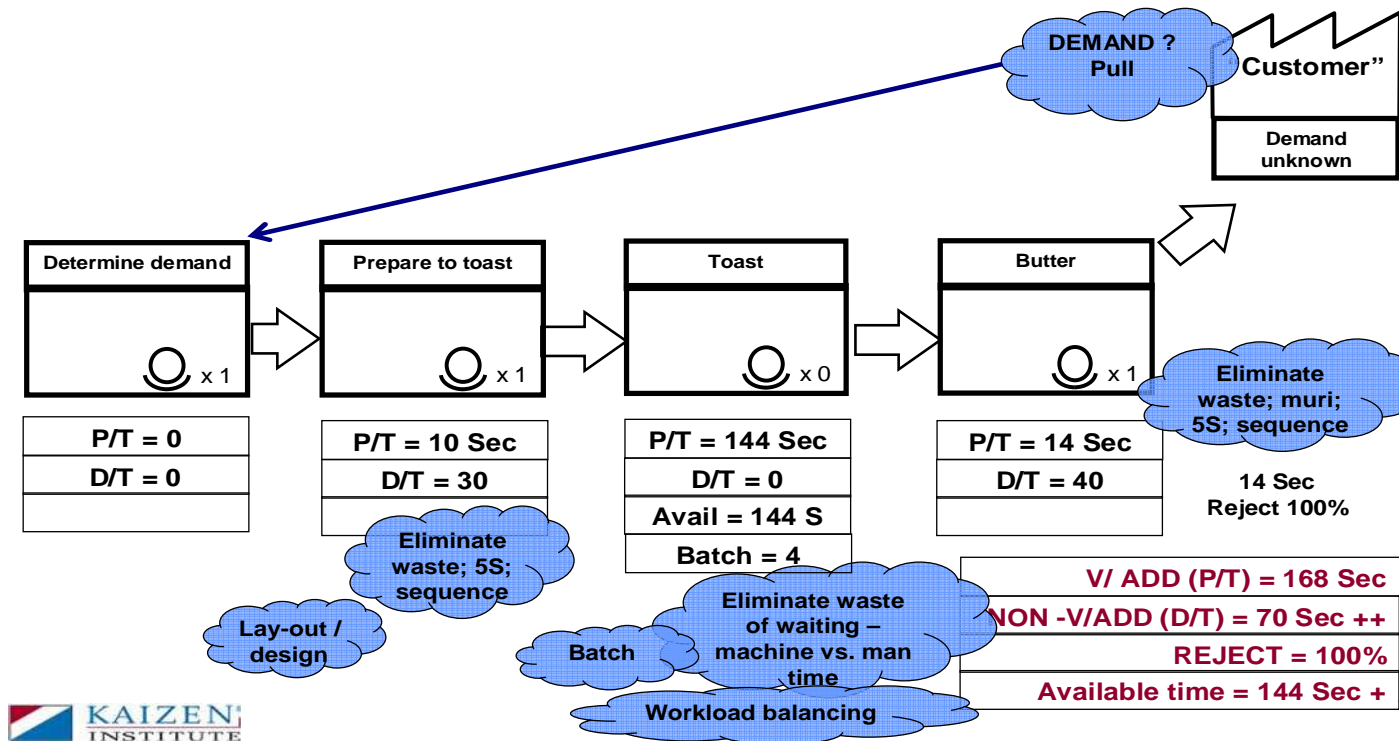 DEMAND ?
Pull
“Customer”
Demand
unknown
Determine demand
x 1
P/T = 0
D/T = 0
Prepare to toast
x 1
P/T = 10 Sec
D/T = 30
Toast
x 0
P/T = 144 Sec
D/T = 0
Avail = 144 S
Batch = 4
Butter
x 1
P/T = 14 Sec
D/T = 40
Eliminate
waste; muri;
5S; sequence
14 Sec
Reject 100%
Eliminate
waste; 5S;
sequence
Lay-out /
design
Batch
Eliminate waste
of waiting –
machine vs. man
time
Workload balancing
V/ ADD (P/T) = 168 Sec
NON -V/ADD (D/T) = 70 Sec ++
REJECT = 100%
Available time = 144 Sec +
KAIZEN
INSTITUTE